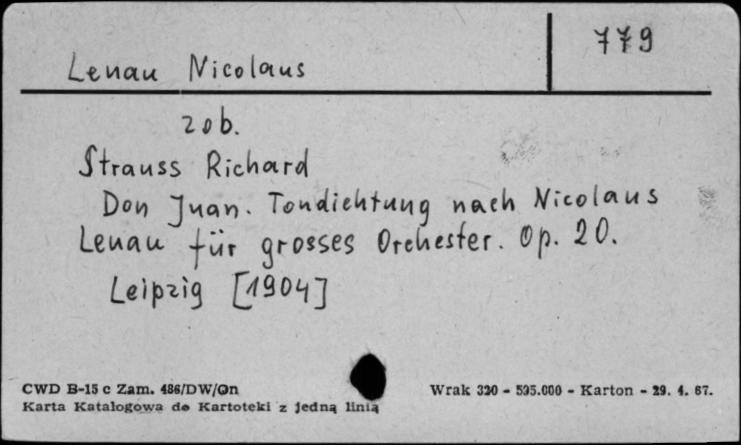 Lenau Nicolaus
779
zob.
Strauss Richard
Don Juan. Tondichtung nach Nicolaus
Lenau für grosses Orchester. Op. 20.
Leipzig [1904]
CWD B-15 c Zam. 486/DW/On
Wrak 320 - 595.000 - Karton - 29. 4. 67.
Karta Katalogowa do Kartoteki z jedną linią